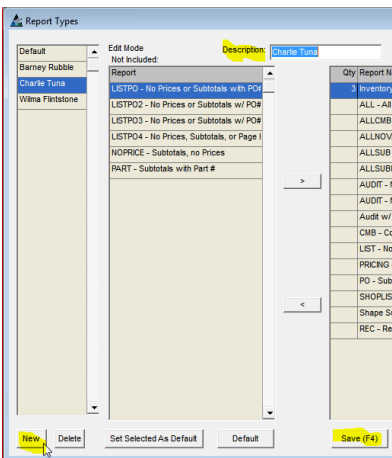 Report Types
Default
Barney Rubble
Charlie Tuna
Wilma Flintstone
Edit Mode
Description: Charlie Tuna
Not Included:
Report
LISTPO - No Prices or Subtotals with PO#
LISTPO2 - No Prices or Subtotals w/ PO#
LISTPO3 - No Prices or Subtotals w/ PO#
LISTPO4 - No Prices, Subtotals, or Page
NOPRICE - Subtotals, no Prices
PART - Subtotals with Part #
>
<
Qty Report N
3 Inventory
ALL - All
ALLCMB
ALLNOV
ALLSUB
ALLSUB
AUDIT -
AUDIT -
Audit w/
CMB - Co
LIST - No
PRICING -
PO - Sub
SHOPLIS
Shape S
REC - Re
New Delete Set Selected As Default Default Save (F4)